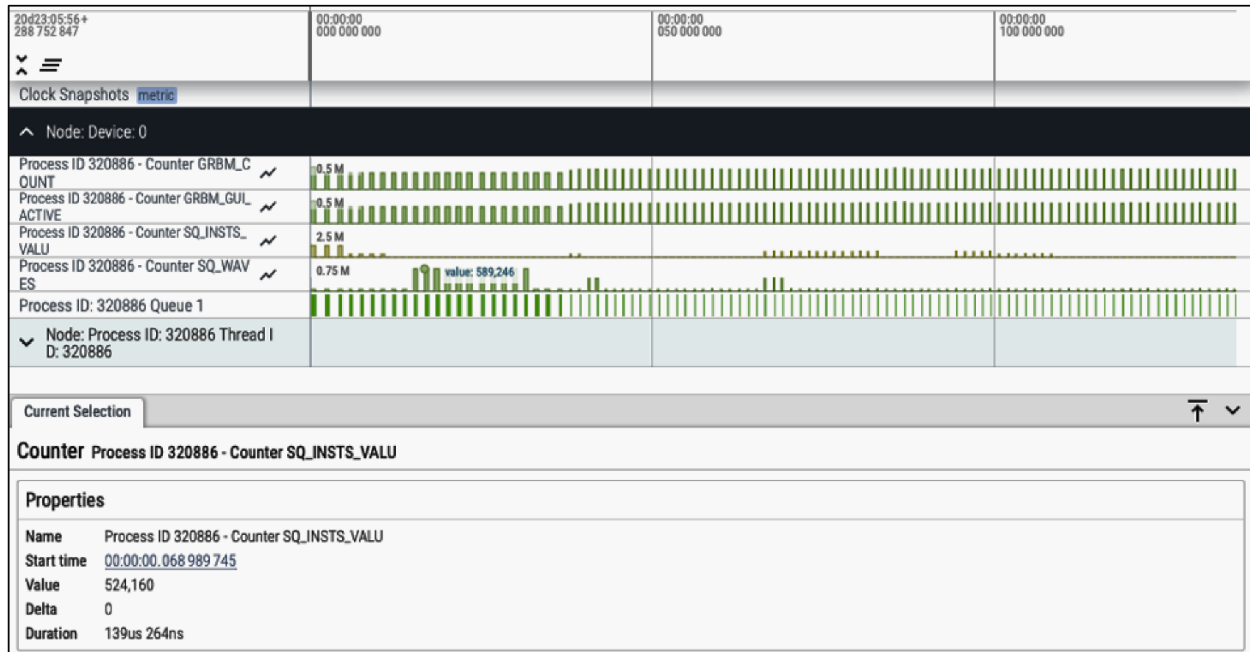 20d23:05:56+
288 752 847
00:00:00
000 000 000
00:00:00
050 000 000
00:00:00
100 000 000
Clock Snapshots metric
Node: Device: 0
Process ID 320886 - Counter GRBM_C
OUNT
0.5 M
Process ID 320886 - Counter GRBM_GUI_
ACTIVE
0.5 M
Process ID 320886 - Counter SQ_INSTS_
VALU
2.5 M
Process ID 320886 - Counter SQ_WAV
ES
0.75 M
value: 589,246
Process ID: 320886 Queue 1
Node: Process ID: 320886 Thread I
D: 320886
Current Selection
Counter Process ID 320886 - Counter SQ_INSTS_VALU
Properties
Name Process ID 320886 - Counter SQ_INSTS_VALU
Start time 00:00:00.068 989 745
Value 524,160
Delta 0
Duration 139us 264ns